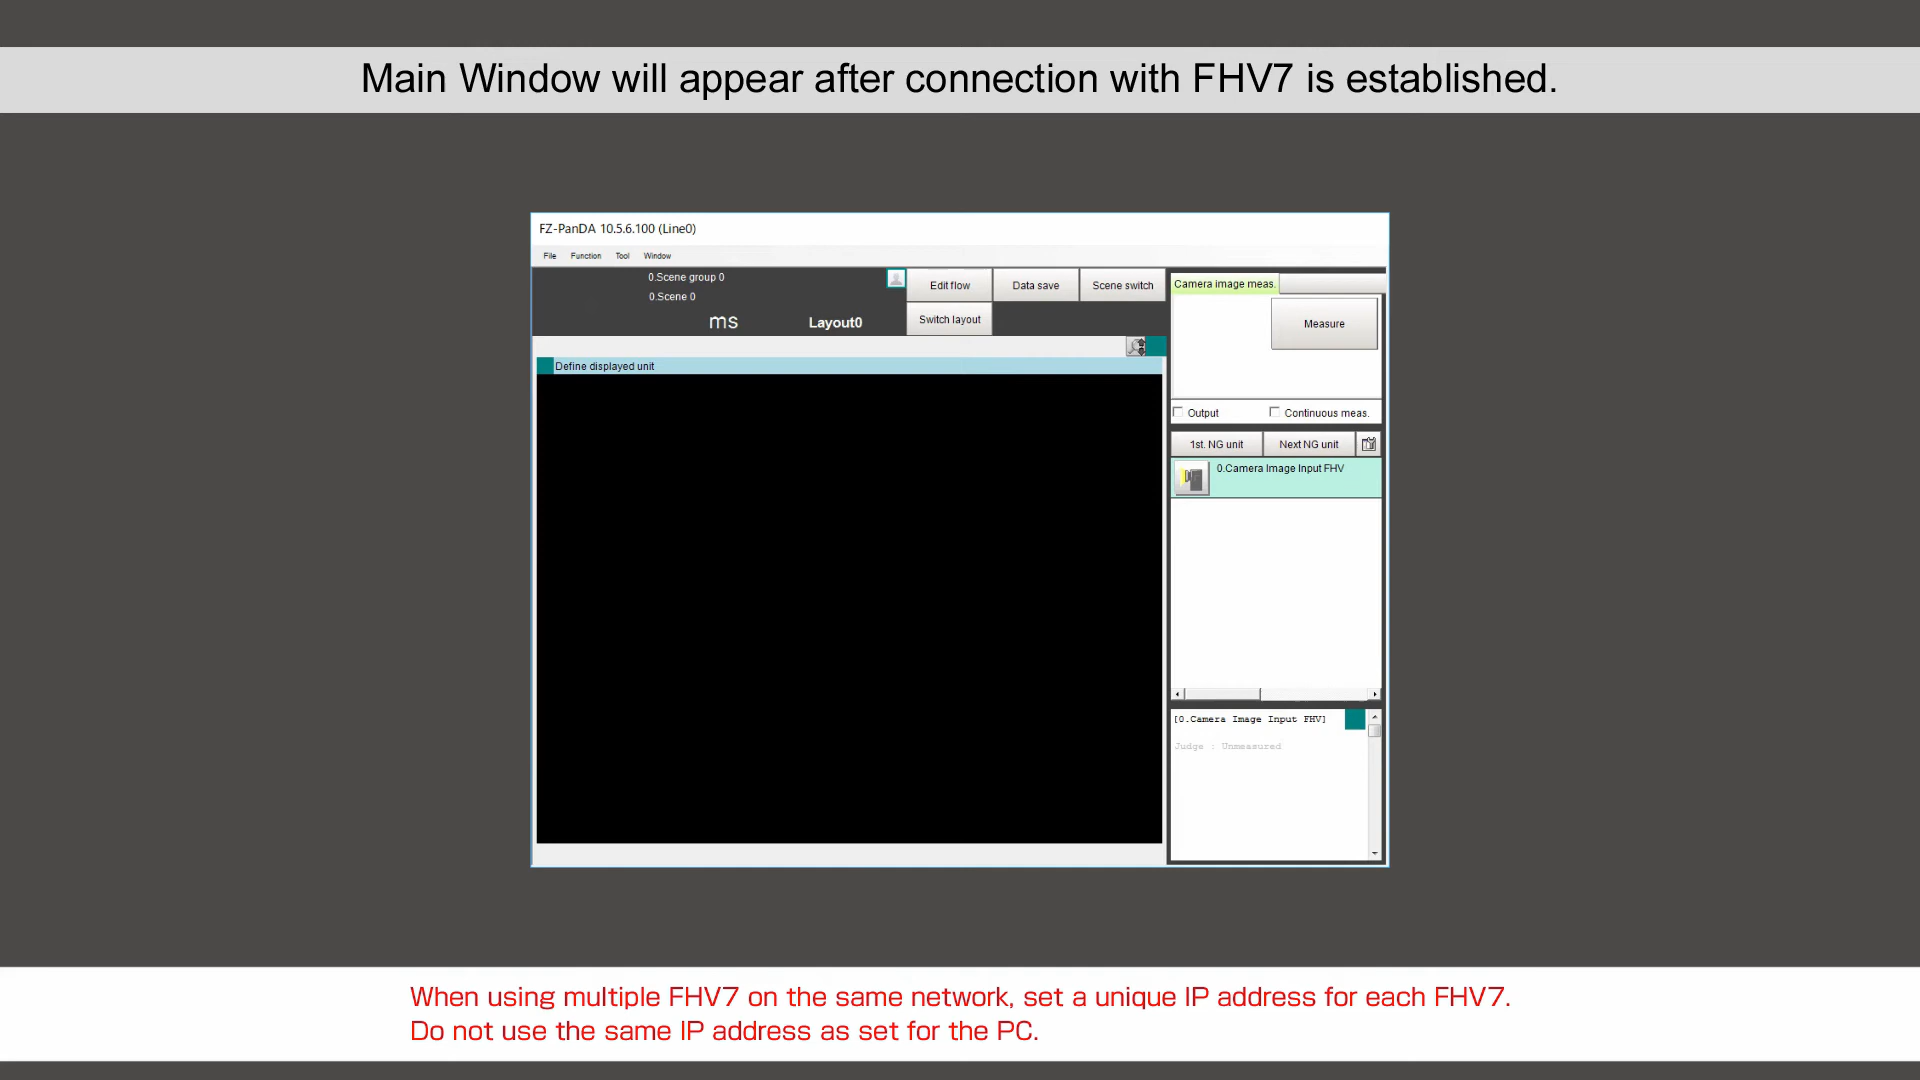 Main Window will appear after connection with FHV7 is established.
FZ-PanDA 10.5.6.100 (Line0)
File Function Tool Window
0.Scene group 0
0.Scene 0
ms
Layout0
Edit flow
Data save
Scene switch
Switch layout
Define displayed unit
Camera image meas.
Measure
Output
Continuous meas.
1st. NG unit
Next NG unit
0.Camera Image Input FHV
[0.Camera Image Input FHV]
Judge : Unmeasured
When using multiple FHV7 on the same network, set a unique IP address for each FHV7.
Do not use the same IP address as set for the PC.